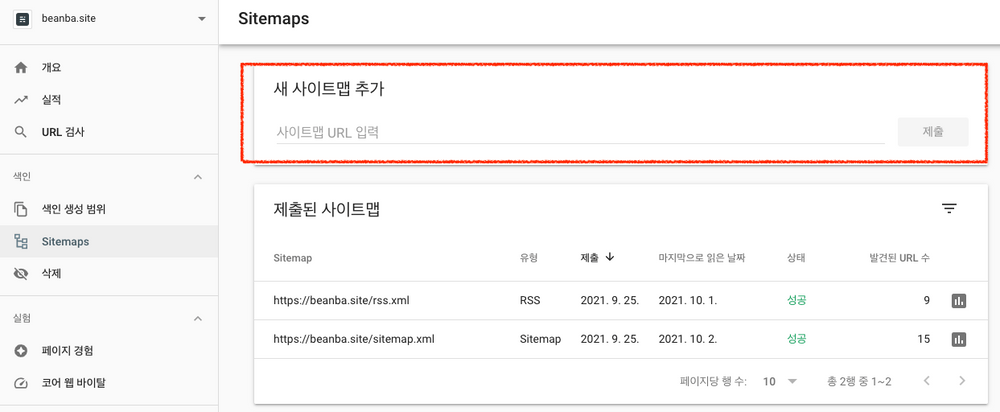 beanba.site
개요
실적
URL 검사
색인
색인 생성 범위
Sitemaps
삭제
실험
페이지 경험
코어 웹 바이탈
Sitemaps
새 사이트맵 추가
사이트맵 URL 입력
제출
제출된 사이트맵
Sitemap 유형 제출 마지막으로 읽은 날짜 상태 발견된 URL 수
https://beanba.site/rss.xml RSS 2021. 9. 25. 2021. 10. 1. 성공 9
https://beanba.site/sitemap.xml Sitemap 2021. 9. 25. 2021. 10. 2. 성공 15
페이지당 행 수: 10 총 2행 중 1~2